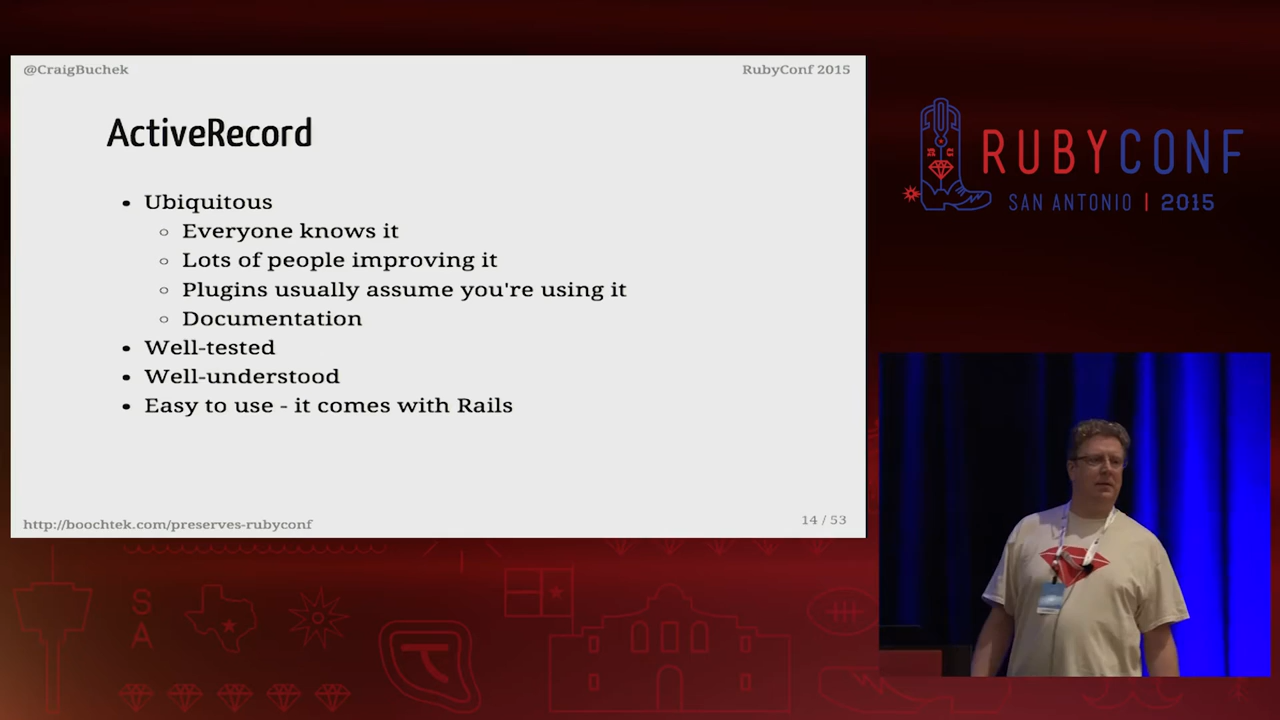 @CraigBuchek
RubyConf 2015
ActiveRecord
• Ubiquitous
○ Everyone knows it
○ Lots of people improving it
○ Plugins usually assume you're using it
○ Documentation
• Well-tested
• Well-understood
• Easy to use - it comes with Rails
http://boochtek.com/preserves-rubyconf
14 / 53
RUBYCONF
SAN ANTONIO | 2015
S
A